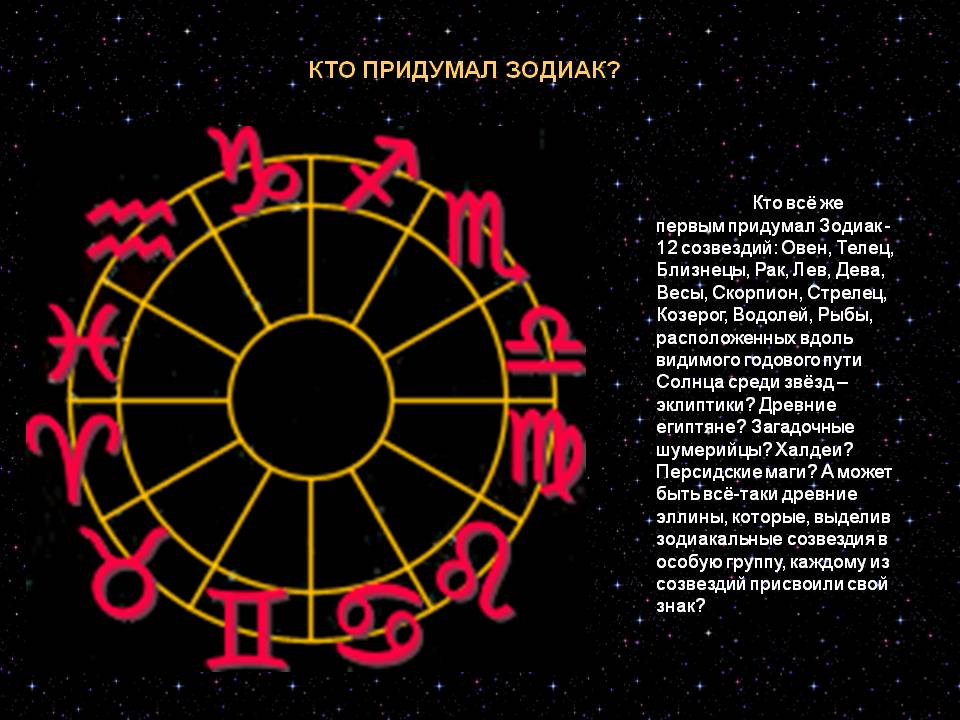 КТО ПРИДУМАЛ ЗОДИАК?
Кто всё же
первым придумал Зодиак -
12 созвездий: Овен, Телец,
Близнецы, Рак, Лев, Дева,
Весы, Скорпион, Стрелец,
Козерог, Водолей, Рыбы,
расположенных вдоль
видимого годового пути
Солнца среди звёзд –
эклиптики? Древние
египтяне? Загадочные
шумерийцы? Халдеи?
Персидские маги? А может
быть всё-таки древние
эллины, которые, выделив
зодиакальные созвездия в
особую группу, каждому из
созвездий присвоили свой
знак?